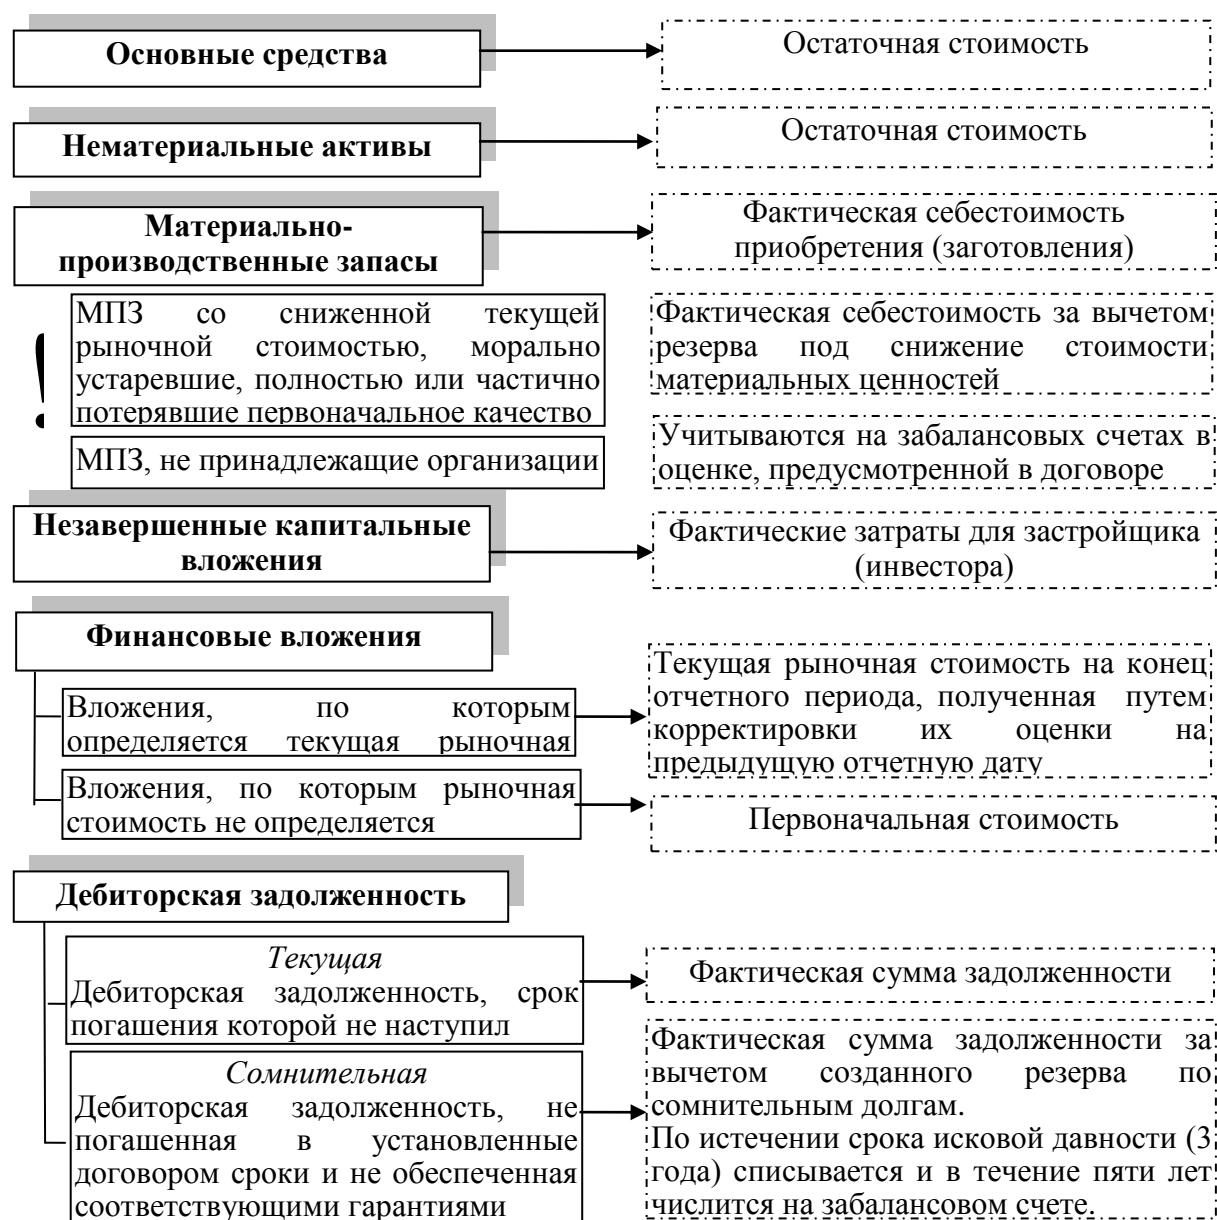 Основные средства
Остаточная стоимость
Нематериальные активы
Остаточная стоимость
Материально-
производственные запасы
Фактическая себестоимость
приобретения (заготовления)
!
МПЗ со сниженной текущей
рыночной стоимостью, морально
устаревшие, полностью или частично
потерявшие первоначальное качество
Фактическая себестоимость за вычетом
резерва под снижение стоимости
материальных ценностей
МПЗ, не принадлежащие организации
Учитываются на забалансовых счетах в
оценке, предусмотренной в договоре
Незавершенные капитальные
вложения
Фактические затраты для застройщика
(инвестора)
Финансовые вложения
Вложения, по которым
определяется текущая рыночная
Текущая рыночная стоимость на конец
отчетного периода, полученная путем
корректировки их оценки на
предыдущую отчетную дату
Вложения, по которым рыночная
стоимость не определяется
Первоначальная стоимость
Дебиторская задолженность
Текущая
Дебиторская задолженность, срок
погашения которой не наступил
Фактическая сумма задолженности
Сомнительная
Дебиторская задолженность, не
погашенная в установленные
договором сроки и не обеспеченная
соответствующими гарантиями
Фактическая сумма задолженности за
вычетом созданного резерва по
сомнительным долгам.
По истечении срока исковой давности (3
года) списывается и в течение пяти лет
числится на забалансовом счете.